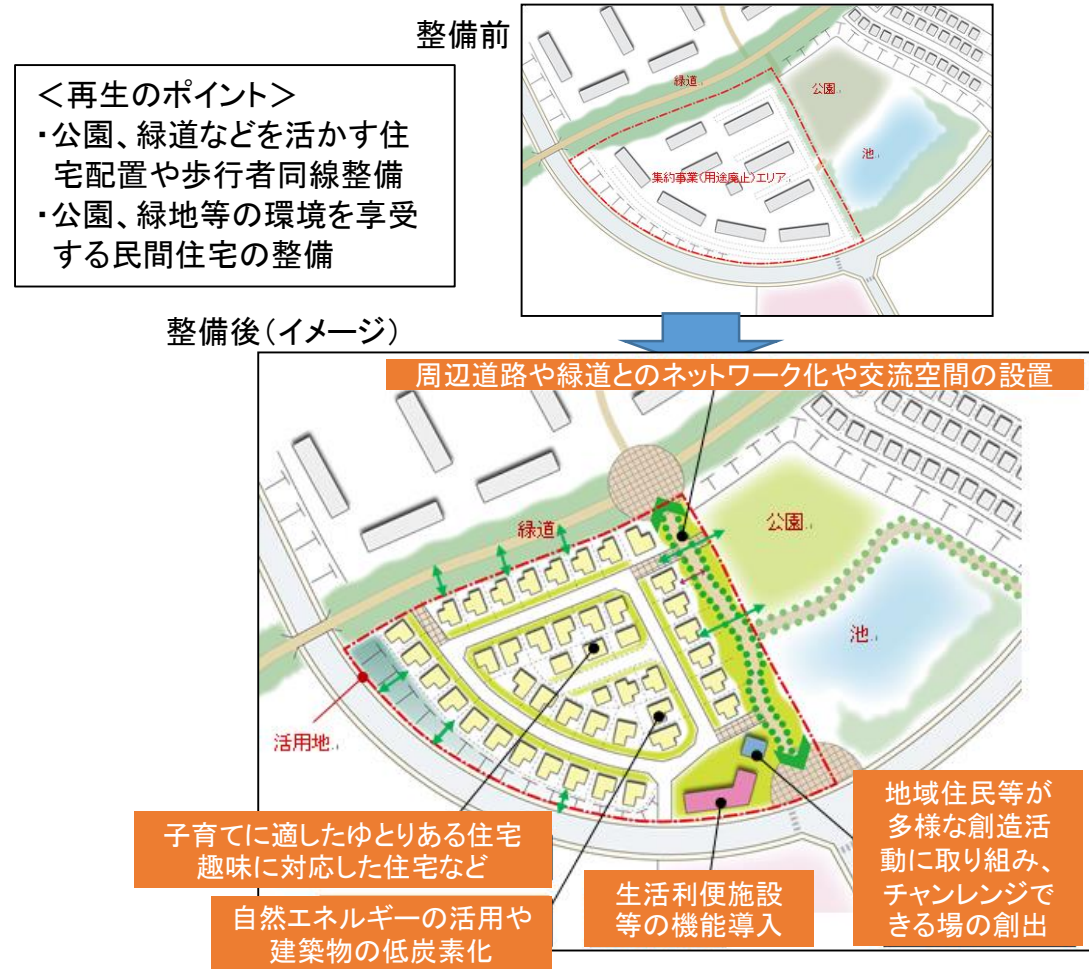 整備前
＜再生のポイント＞
・公園、緑道などを活かす住
宅配置や歩行者同線整備
・公園、緑地等の環境を享受
する民間住宅の整備
緑道
公園
池
集約事業(用途廃止)エリア
整備後（イメージ）
周辺道路や緑道とのネットワーク化や交流空間の設置
緑道
公園
池
活用地
子育てに適したゆとりある住宅
趣味に対応した住宅など
自然エネルギーの活用や
建築物の低炭素化
生活利便施設
等の機能導入
地域住民等が
多様な創造活
動に取り組み、
チャンレンジで
きる場の創出